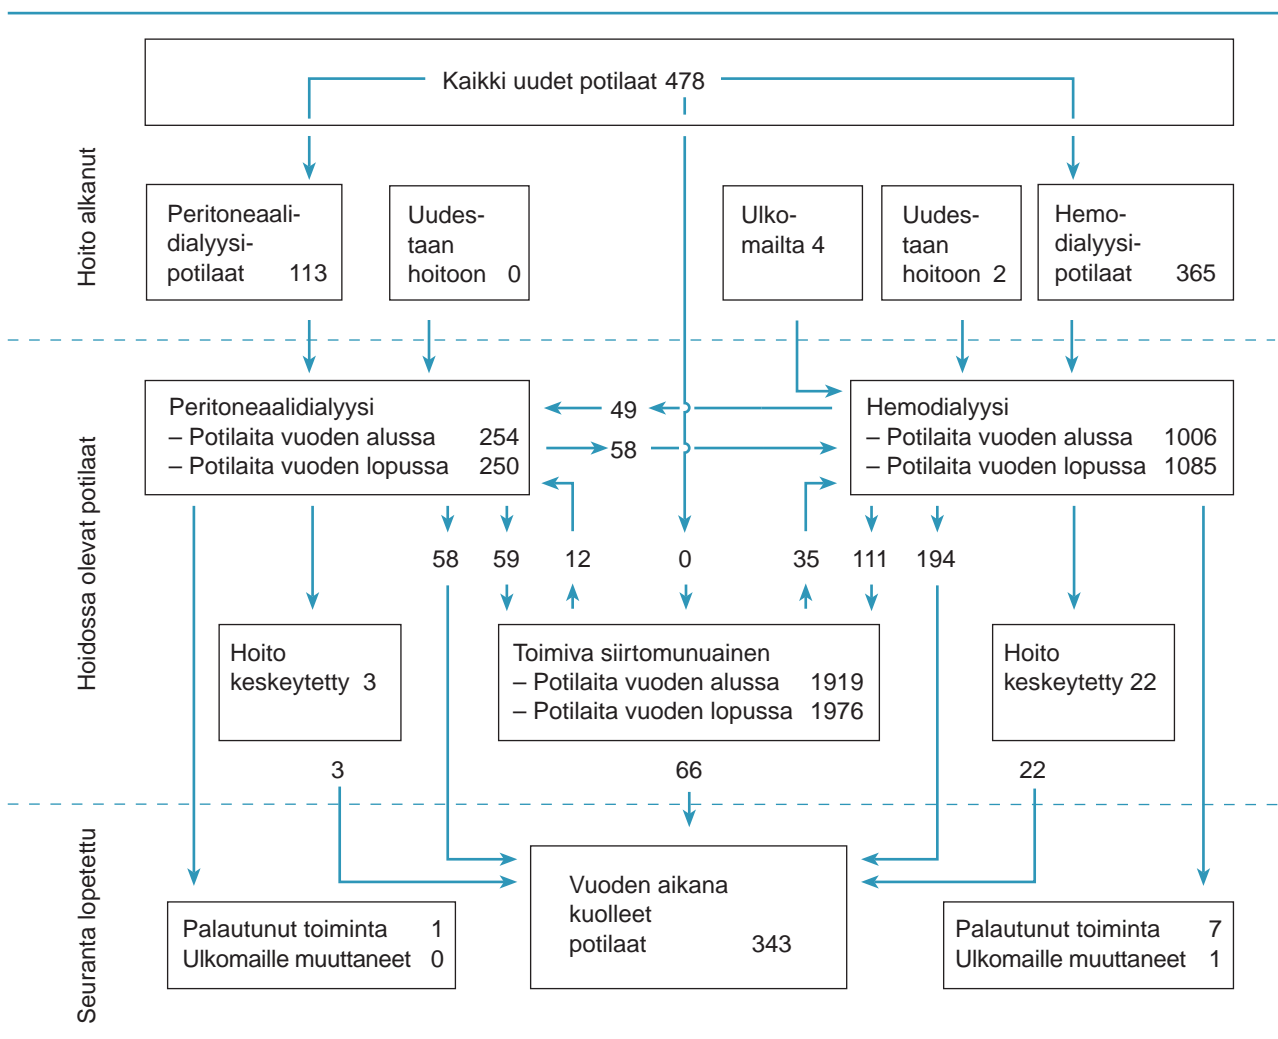 Kaikki uudet potilaat 478
Hoito alkanut
Peritoneaali-
dialyysi-
potilaat 113
Uudes-
taan
hoitoon 0
Ulko-
mailta 4
Uudes-
taan
hoitoon 2
Hemo-
dialyysi-
potilaat 365
Hoidossa olevat potilaat
Peritoneaalidialyysi
– Potilaita vuoden alussa 254
– Potilaita vuoden lopussa 250
49
58
Hemodialyysi
– Potilaita vuoden alussa 1006
– Potilaita vuoden lopussa 1085
58 59 12 0 35 111 194
Hoito
keskeytetty 3
Toimiva siirtomunuainen
– Potilaita vuoden alussa 1919
– Potilaita vuoden lopussa 1976
Hoito
keskeytetty 22
3 66 22
Seuranta lopetettu
Palautunut toiminta 1
Ulkomaille muuttaneet 0
Vuoden aikana
kuolleet
potilaat 343
Palautunut toiminta 7
Ulkomaille muuttaneet 1